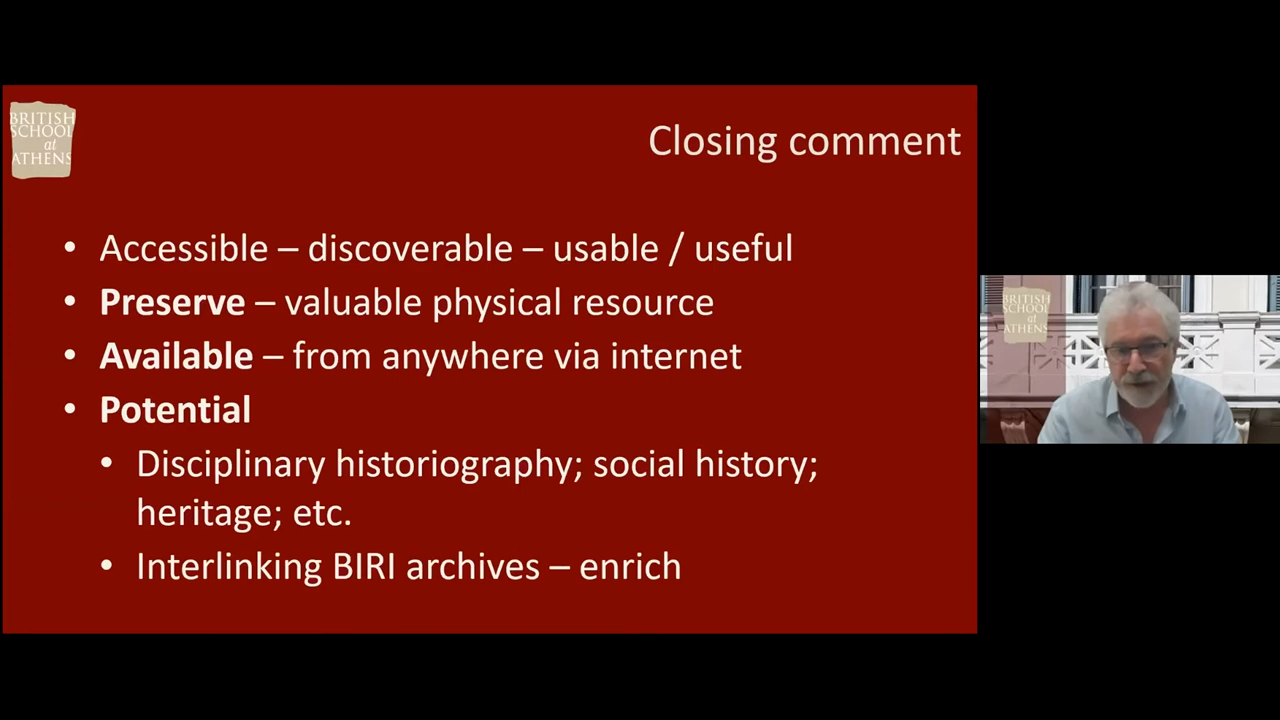 BRITISH
SCHOOL
at
ATHENS
Closing comment
• Accessible – discoverable – usable / useful
• Preserve – valuable physical resource
• Available – from anywhere via internet
• Potential
• Disciplinary historiography; social history;
heritage; etc.
• Interlinking BIRI archives – enrich
BRITISH
SCHOOL
at
ATHENS